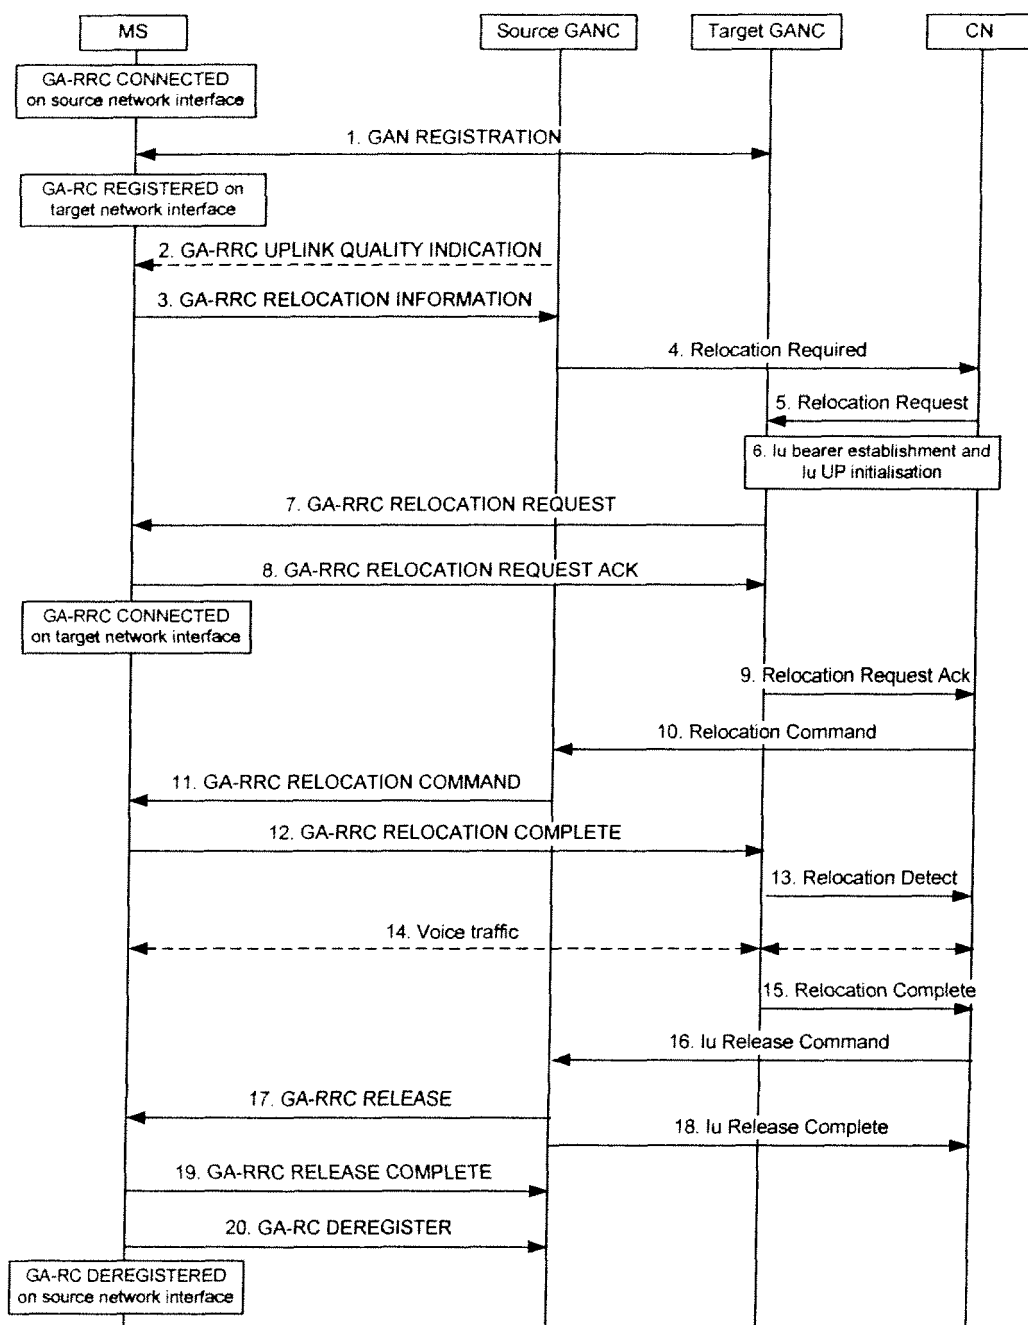 MS
Source GANC
Target GANC
CN
GA-RRC CONNECTED
on source network interface
1. GAN REGISTRATION
GA-RC REGISTERED on
target network interface
2. GA-RRC UPLINK QUALITY INDICATION
3. GA-RRC RELOCATION INFORMATION
4. Relocation Required
5. Relocation Request
6. Iu bearer establishment and
Iu UP initialisation
7. GA-RRC RELOCATION REQUEST
8. GA-RRC RELOCATION REQUEST ACK
GA-RRC CONNECTED
on target network interface
9. Relocation Request Ack
10. Relocation Command
11. GA-RRC RELOCATION COMMAND
12. GA-RRC RELOCATION COMPLETE
13. Relocation Detect
14. Voice traffic
15. Relocation Complete
16. Iu Release Command
17. GA-RRC RELEASE
18. Iu Release Complete
19. GA-RRC RELEASE COMPLETE
20. GA-RC DEREGISTER
GA-RC DEREGISTERED
on source network interface